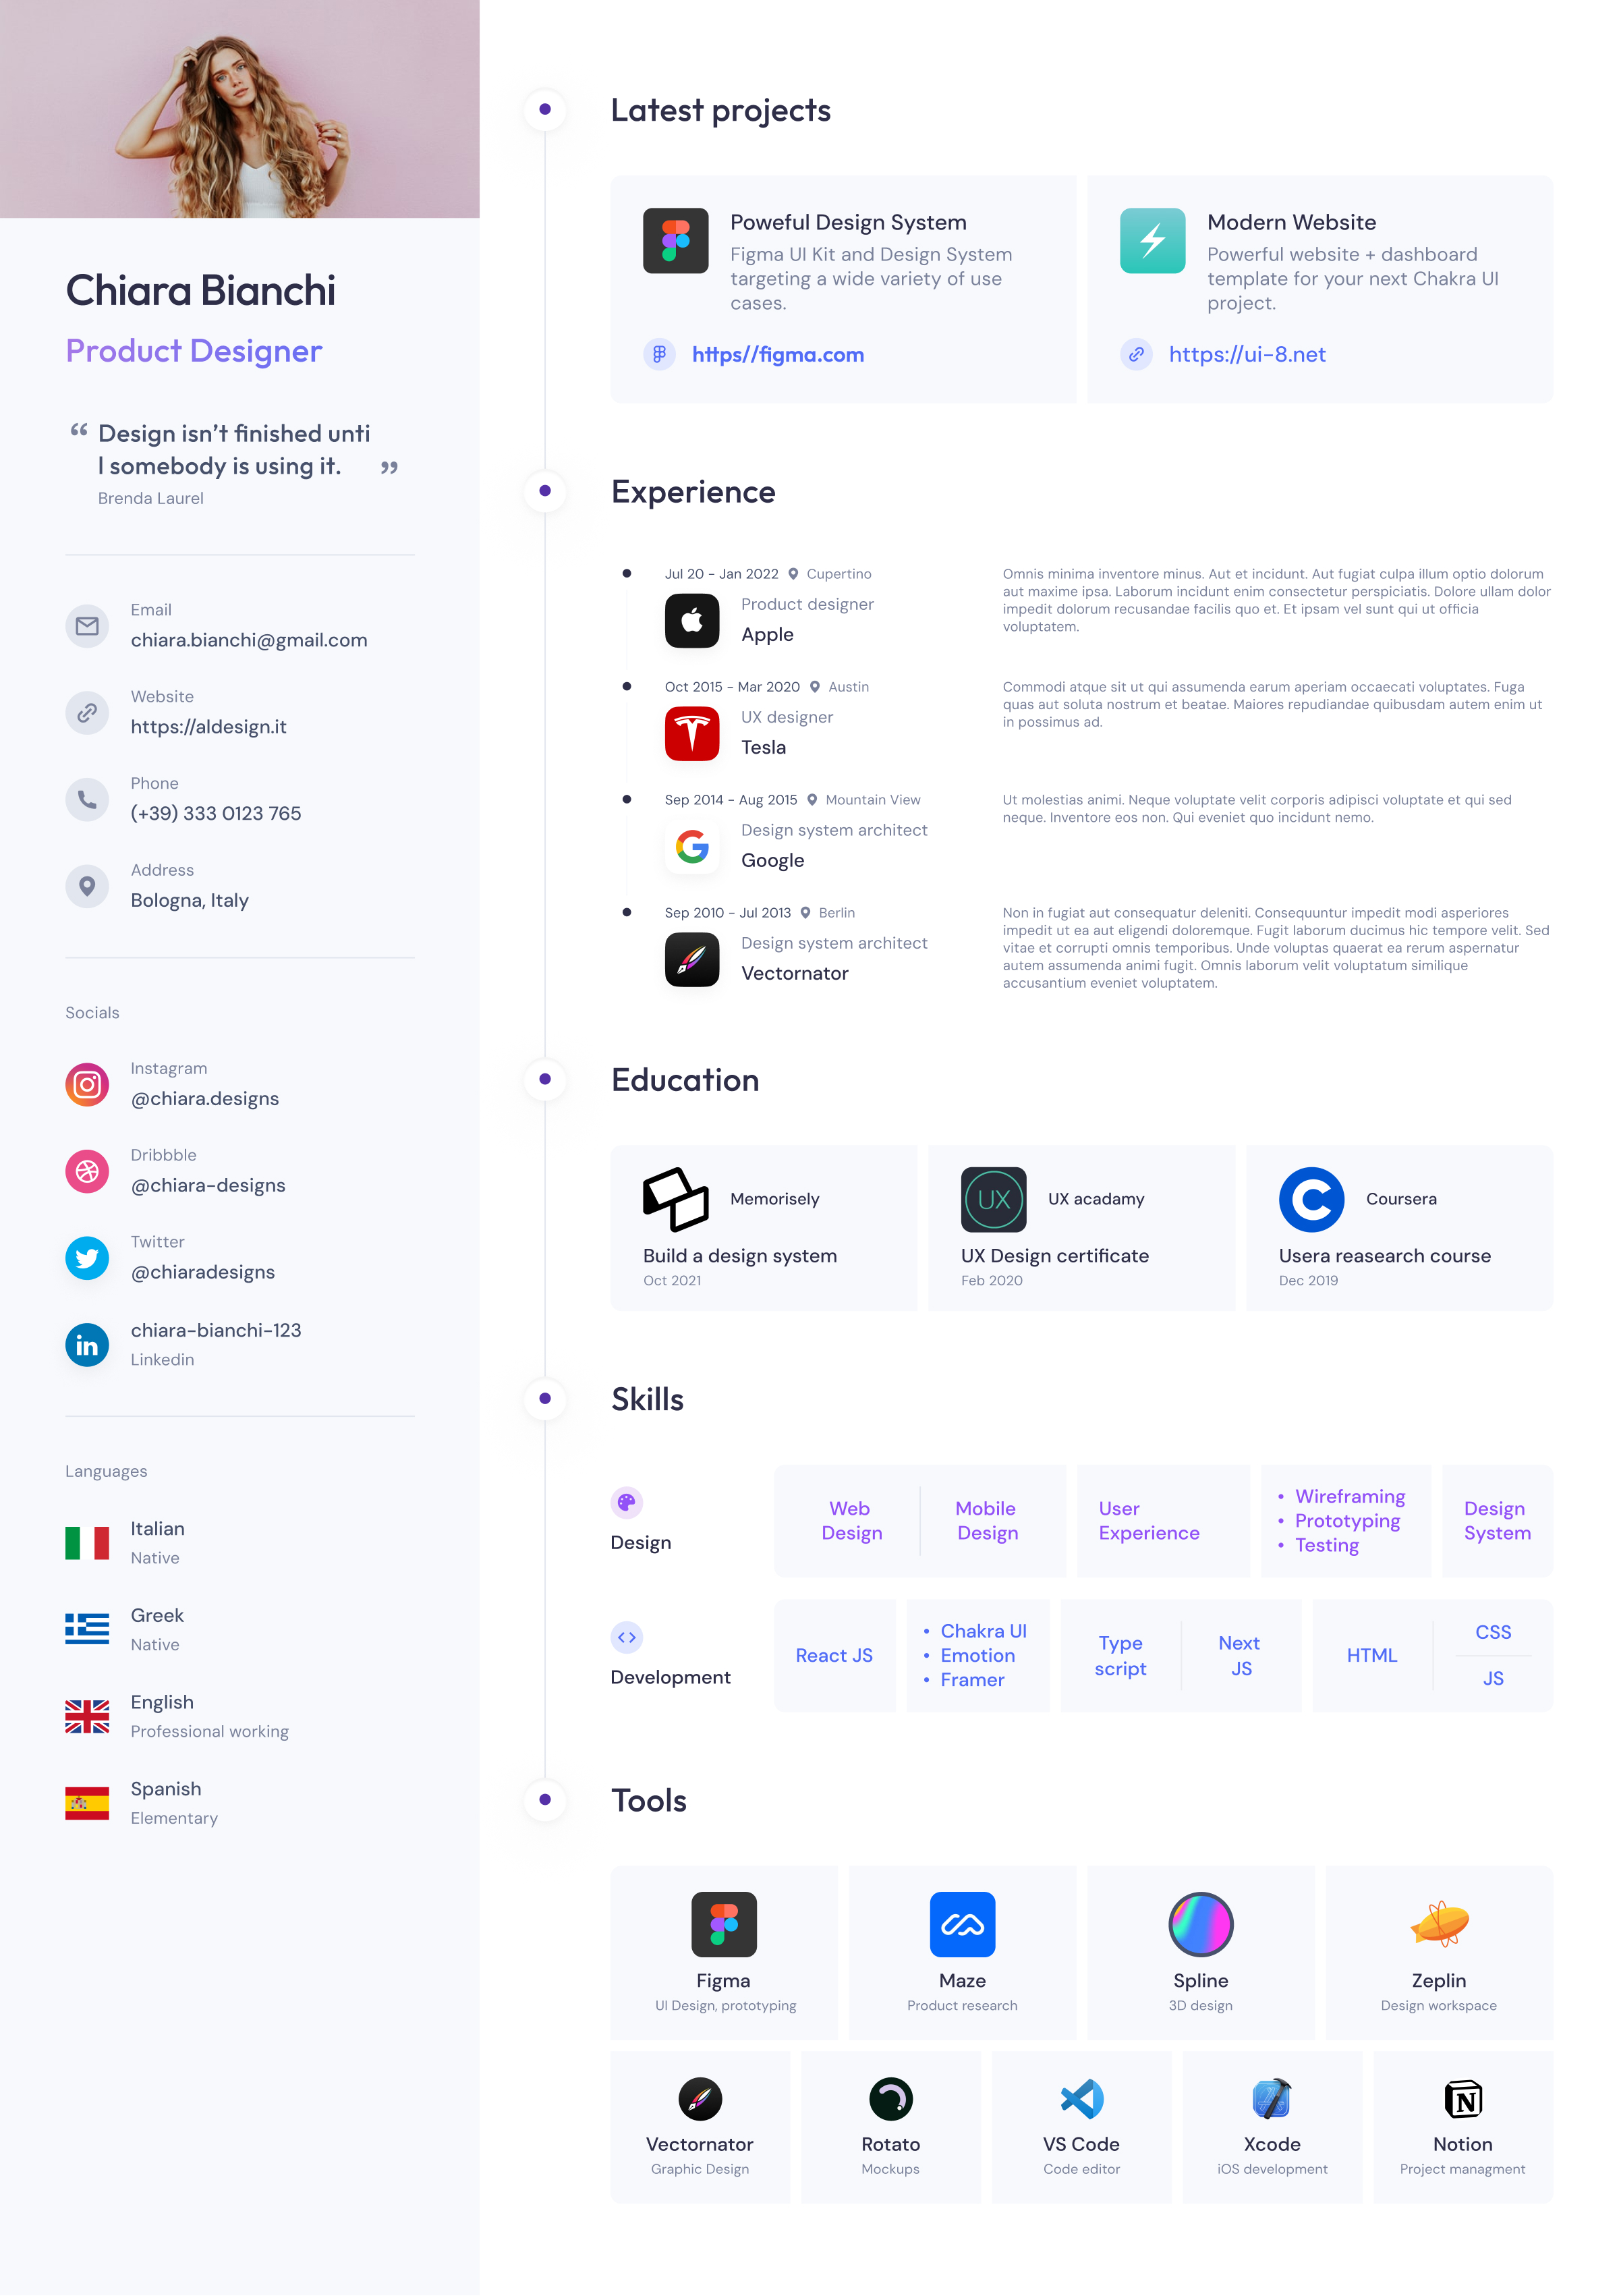 Chiara Bianchi
Product Designer
“ Design isn’t finished unti
l somebody is using it. ”
Brenda Laurel
Email
chiara.bianchi@gmail.com
Website
https://aldesign.it
Phone
(+39) 333 0123 765
Address
Bologna, Italy
Socials
Instagram
@chiara.designs
Dribbble
@chiara-designs
Twitter
@chiaradesigns
in
chiara-bianchi-123
Linkedin
Languages
Italian
Native
Greek
Native
English
Professional working
Spanish
Elementary
Latest projects
Poweful Design System
Figma UI Kit and Design System
targeting a wide variety of use
cases.
https//figma.com
Modern Website
Powerful website + dashboard
template for your next Chakra UI
project.
https://ui-8.net
Experience
Jul 20 - Jan 2022 Cupertino
Product designer
Apple
Omnis minima inventore minus. Aut et incidunt. Aut fugiat culpa illum optio dolorum
aut maxime ipsa. Laborum incidunt enim consectetur perspiciatis. Dolore ullam dolor
impedit dolorum recusandae facilis quo et. Et ipsam vel sunt qui ut officia
voluptatem.
Oct 2015 - Mar 2020 Austin
UX designer
Tesla
Commodi atque sit ut qui assumenda earum aperiam occaecati voluptates. Fuga
quas aut soluta nostrum et beatae. Maiores repudiandae quibusdam autem enim ut
in possimus ad.
Sep 2014 - Aug 2015 Mountain View
Design system architect
Google
Ut molestias animi. Neque voluptate velit corporis adipisci voluptate et qui sed
neque. Inventore eos non. Qui eveniet quo incidunt nemo.
Sep 2010 - Jul 2013 Berlin
Design system architect
Vectornator
Non in fugiat aut consequatur deleniti. Consequuntur impedit modi asperiores
impedit ut ea aut eligendi doloremque. Fugit laborum ducimus hic tempore velit. Sed
vitae et corrupti omnis temporibus. Unde voluptas quaerat ea rerum aspernatur
autem assumenda animi fugit. Omnis laborum velit voluptatum similique
accusantium eveniet voluptatem.
Education
Memorisely
Build a design system
Oct 2021
UX
UX acadamy
UX Design certificate
Feb 2020
Coursera
Usera reasearch course
Dec 2019
Skills
Design
Web
Design
Mobile
Design
User
Experience
• Wireframing
• Prototyping
• Testing
Design
System
Development
React JS
• Chakra UI
• Emotion
• Framer
Type
script
Next
JS
HTML
CSS
JS
Tools
Figma
UI Design, prototyping
Maze
Product research
Spline
3D design
Zeplin
Design workspace
Vectornator
Graphic Design
Rotato
Mockups
VS Code
Code editor
Xcode
iOS development
Notion
Project managment